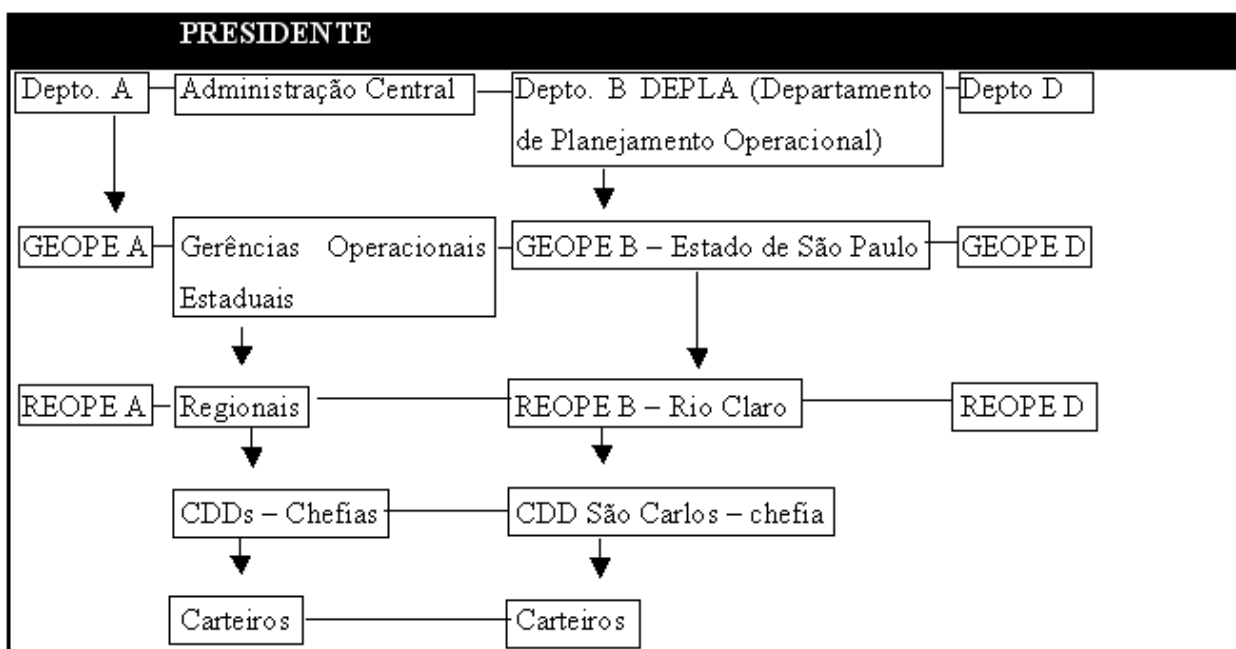 PRESIDENTE
Depto. A
Administração Central
Depto. B DEPLA (Departamento
de Planejamento Operacional)
Depto D
GEOPE A
Gerências Operacionais
Estaduais
GEOPE B – Estado de São Paulo
GEOPE D
REOPE A
Regionais
REOPE B – Rio Claro
REOPE D
CDDs – Chefias
CDD São Carlos – chefia
Carteiros
Carteiros